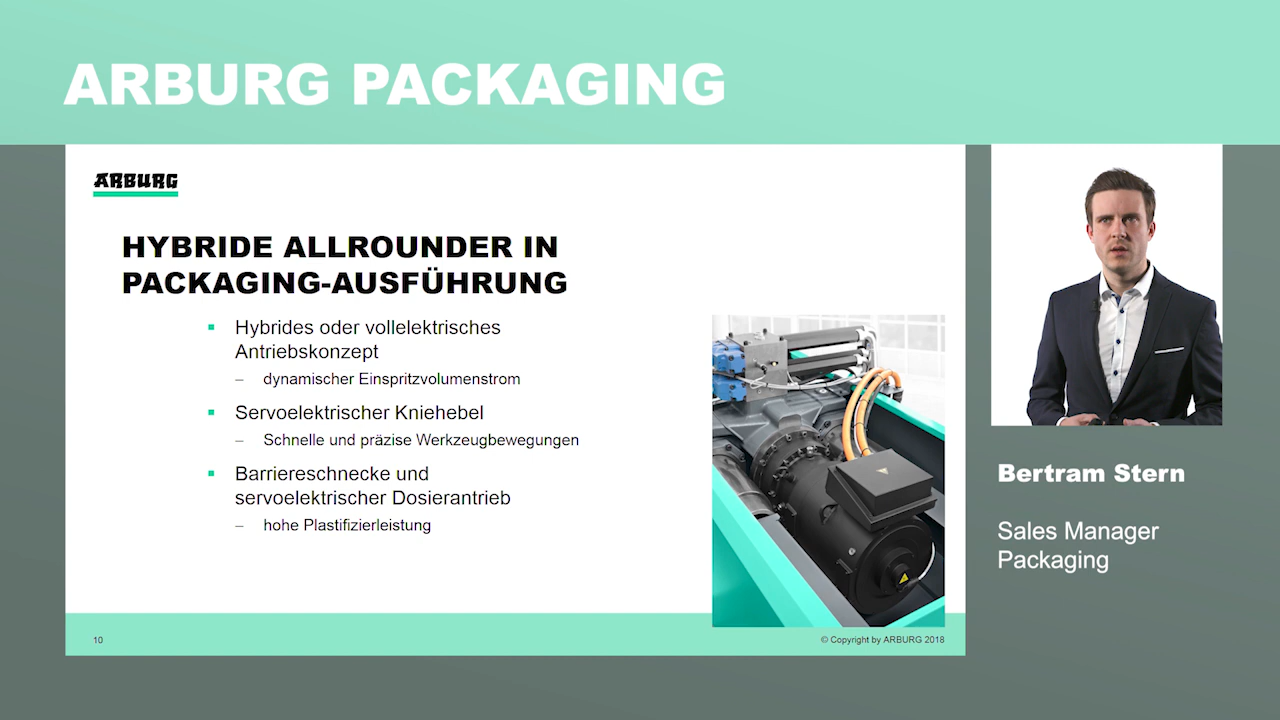 ARBURG PACKAGING
ARBURG
HYBRIDE ALLROUNDER IN
PACKAGING-AUSFÜHRUNG
▪ Hybrides oder vollelektrisches
Antriebskonzept
– dynamischer Einspritzvolumenstrom
▪ Servoelektrischer Kniehebel
– Schnelle und präzise Werkzeugbewegungen
▪ Barriereschnecke und
servoelektrischer Dosierantrieb
– hohe Plastifizierleistung
10
© Copyright by ARBURG 2018
Bertram Stern
Sales Manager
Packaging